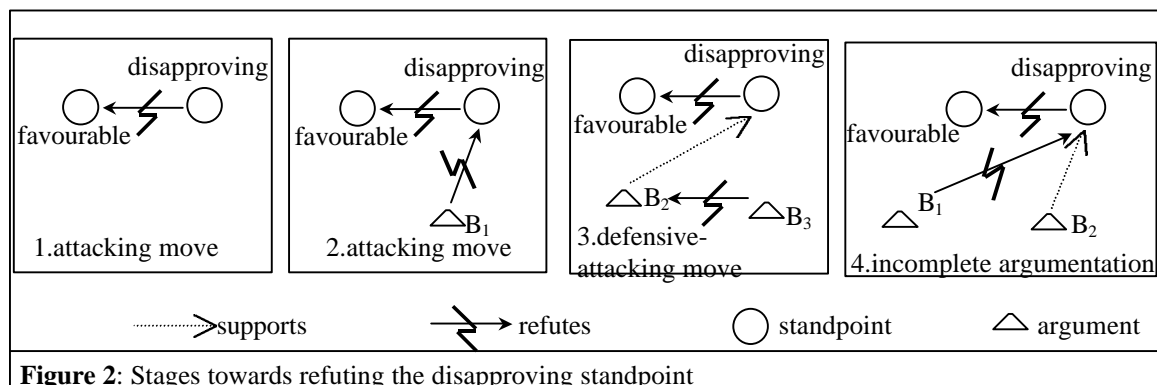 disapproving
favourable
1.attacking move
disapproving
favourable
B₁
2.attacking move
disapproving
favourable
B₂
B₃
3.defensive-
attacking move
disapproving
favourable
B₁
B₂
4.incomplete argumentation
supports
refutes
standpoint
argument
Figure 2: Stages towards refuting the disapproving standpoint